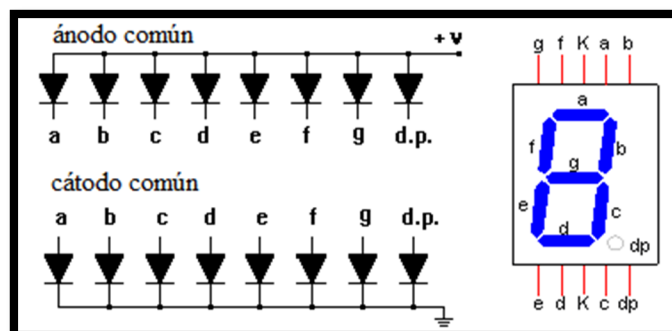 ánodo común
+ v
a b c d e f g d.p.
cátodo común
a b c d e f g d.p.
g f K a b
a
f b
g
e c
d
dp
e d K c dp